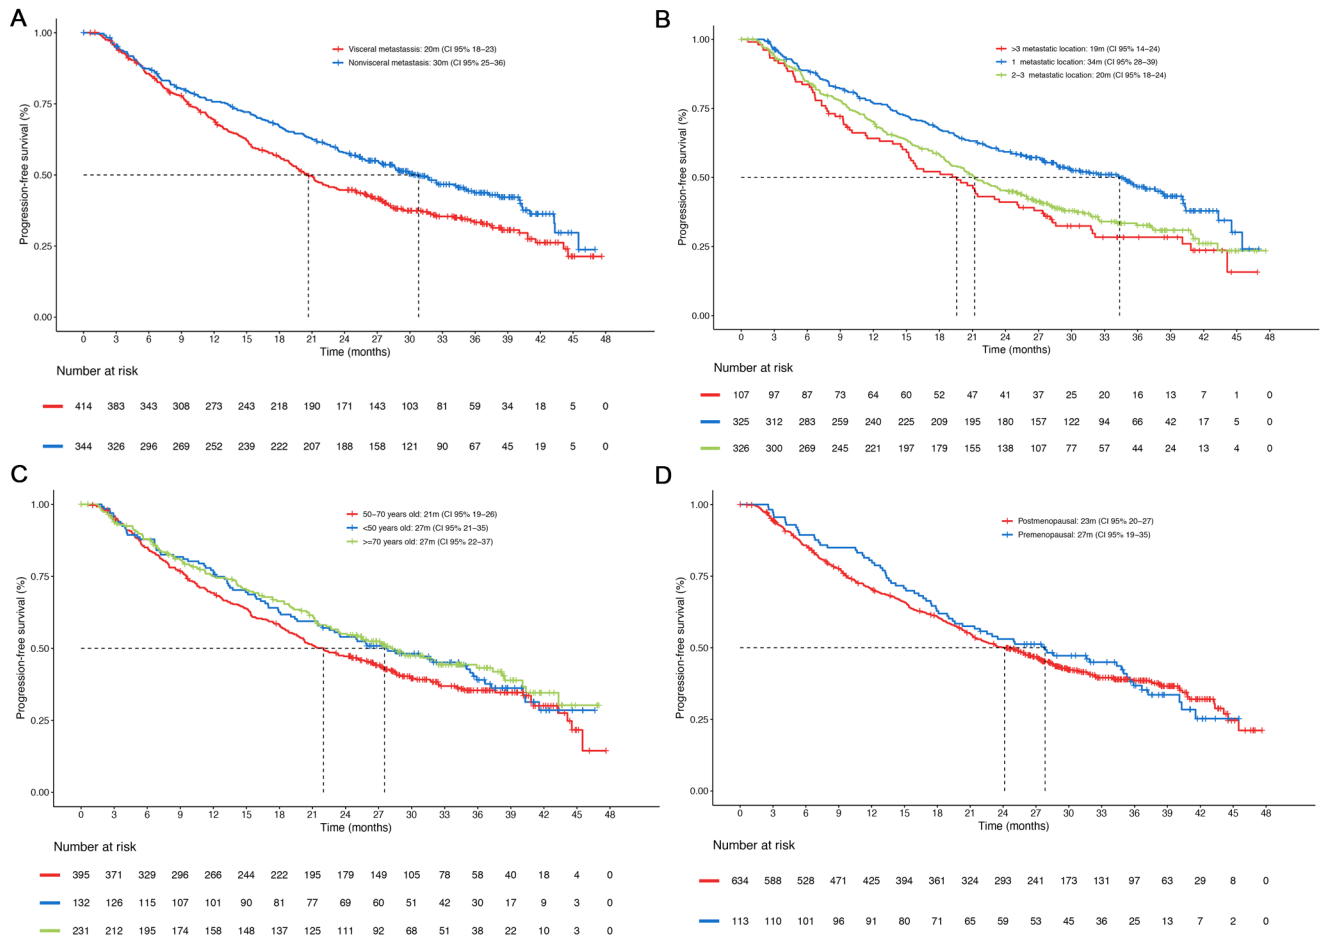 A
Progression-free survival (%)
1.00
0.75
0.50
0.25
0.00
Visceral metastassis: 20m (CI 95% 18–23)
Nonvisceral metastasis: 30m (CI 95% 25–36)
0 3 6 9 12 15 18 21 24 27 30 33 36 39 42 45 48
Time (months)
Number at risk
414 383 343 308 273 243 218 190 171 143 103 81 59 34 18 5 0
344 326 296 269 252 239 222 207 188 158 121 90 67 45 19 5 0
B
Progression-free survival (%)
1.00
0.75
0.50
0.25
0.00
>3 metastatic location: 19m (CI 95% 14–24)
1 metastatic location: 34m (CI 95% 28–39)
2–3 metastatic location: 20m (CI 95% 18–24)
0 3 6 9 12 15 18 21 24 27 30 33 36 39 42 45 48
Time (months)
Number at risk
107 97 87 73 64 60 52 47 41 37 25 20 16 13 7 1 0
325 312 283 259 240 225 209 195 180 157 122 94 66 42 17 5 0
326 300 269 245 221 197 179 155 138 107 77 57 44 24 13 4 0
C
Progression-free survival (%)
1.00
0.75
0.50
0.25
0.00
50–70 years old: 21m (CI 95% 19–26)
<50 years old: 27m (CI 95% 21–35)
>=70 years old: 27m (CI 95% 22–37)
0 3 6 9 12 15 18 21 24 27 30 33 36 39 42 45 48
Time (months)
Number at risk
395 371 329 296 266 244 222 195 179 149 105 78 58 40 18 4 0
132 126 115 107 101 90 81 77 69 60 51 42 30 17 9 3 0
231 212 195 174 158 148 137 125 111 92 68 51 38 22 10 3 0
D
Progression-free survival (%)
1.00
0.75
0.50
0.25
0.00
Postmenopausal: 23m (CI 95% 20–27)
Premenopausal: 27m (CI 95% 19–35)
0 3 6 9 12 15 18 21 24 27 30 33 36 39 42 45 48
Time (months)
Number at risk
634 588 528 471 425 394 361 324 293 241 173 131 97 63 29 8 0
113 110 101 96 91 80 71 65 59 53 45 36 25 13 7 2 0